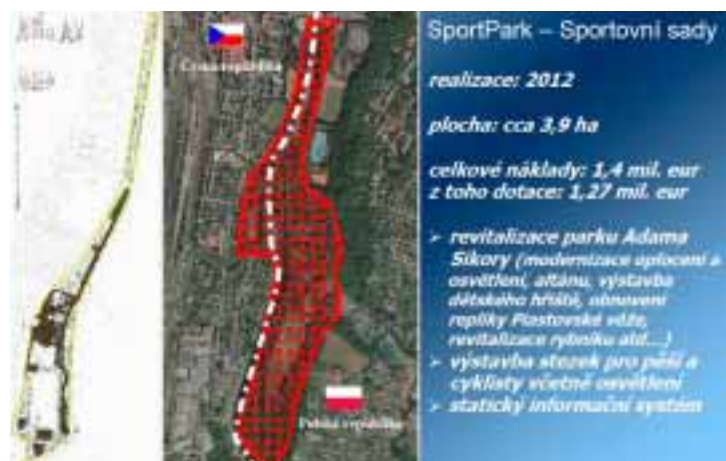 Česká republika
Polská republika
SportPark – Sportovní sady
realizace: 2012
plocha: cca 3,9 ha
celkové náklady: 1,4 mil. eur
z toho dotace: 1,27 mil. eur
➢ revitalizace parku Adama
Sikory (modernizace oplocení a
osvětlení, altánu, výstavba
dětského hřiště, obnovení
repliky Piastovské věže,
revitalizace rybníku atd...)
➢ výstavba stezek pro pěší a
cyklisty včetně osvětlení
➢ statický informační systém